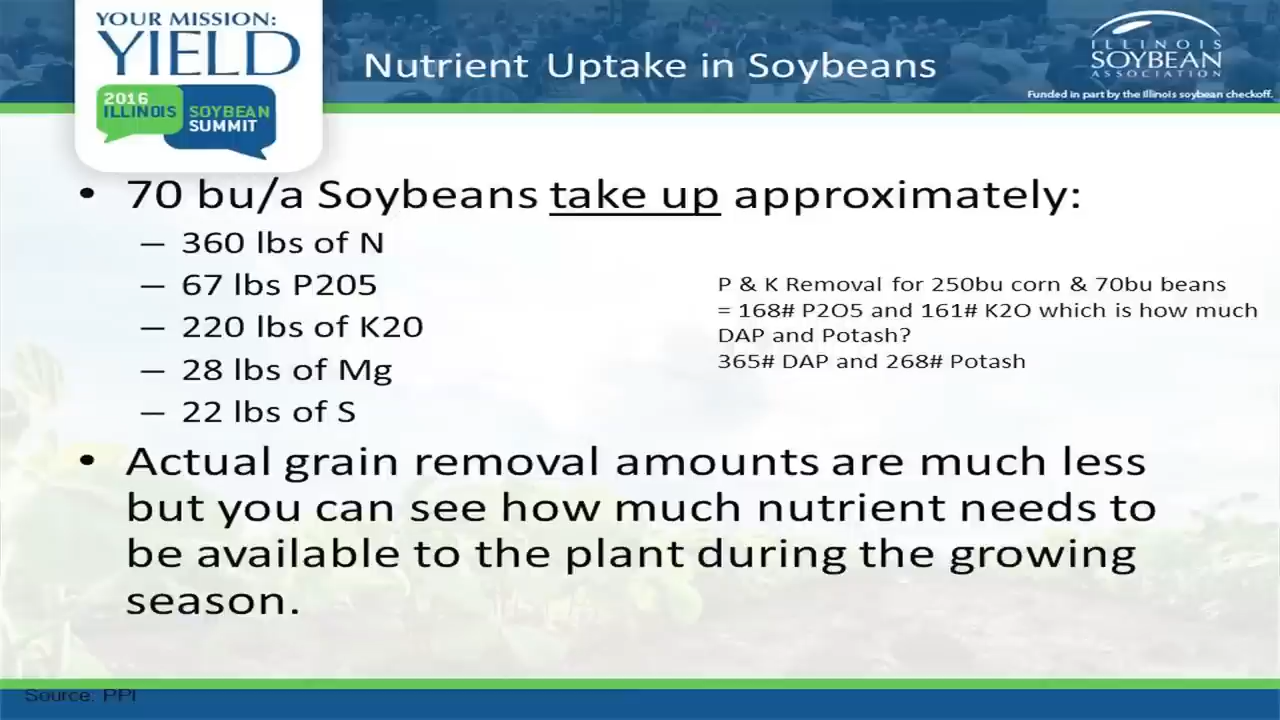 YOUR MISSION:
YIELD
2016
ILLINOIS
SOYBEAN
SUMMIT
Nutrient Uptake in Soybeans
ILLINOIS
SOYBEAN
ASSOCIATION
Funded in part by the Illinois soybean checkoff.
• 70 bu/a Soybeans take up approximately:
– 360 lbs of N
– 67 lbs P205
– 220 lbs of K20
– 28 lbs of Mg
– 22 lbs of S
P & K Removal for 250bu corn & 70bu beans
= 168# P2O5 and 161# K2O which is how much
DAP and Potash?
365# DAP and 268# Potash
• Actual grain removal amounts are much less
but you can see how much nutrient needs to
be available to the plant during the growing
season.
Source: PPI